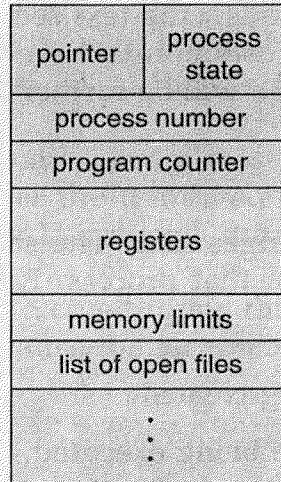 pointer
process
state
process number
program counter
registers
memory limits
list of open files